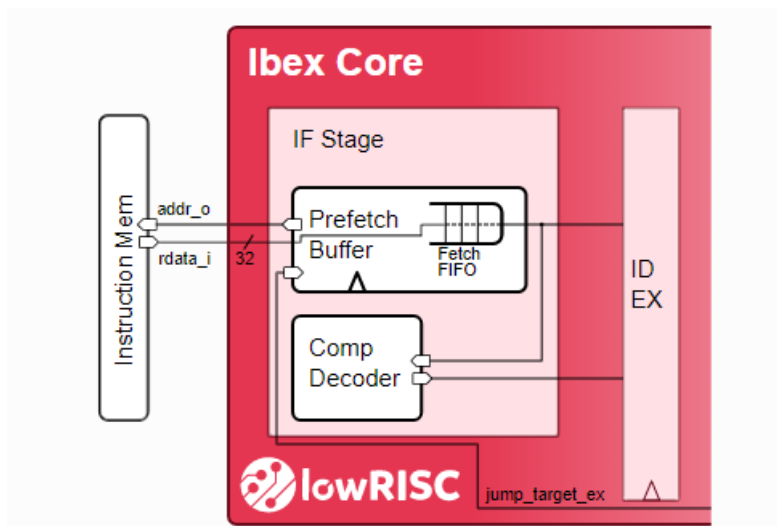 Ibex Core
IF Stage
Instruction Mem
addr_o
rdata_i
32
Prefetch
Buffer
Fetch
FIFO
ID
EX
Comp
Decoder
lowRISC
jump_target_ex